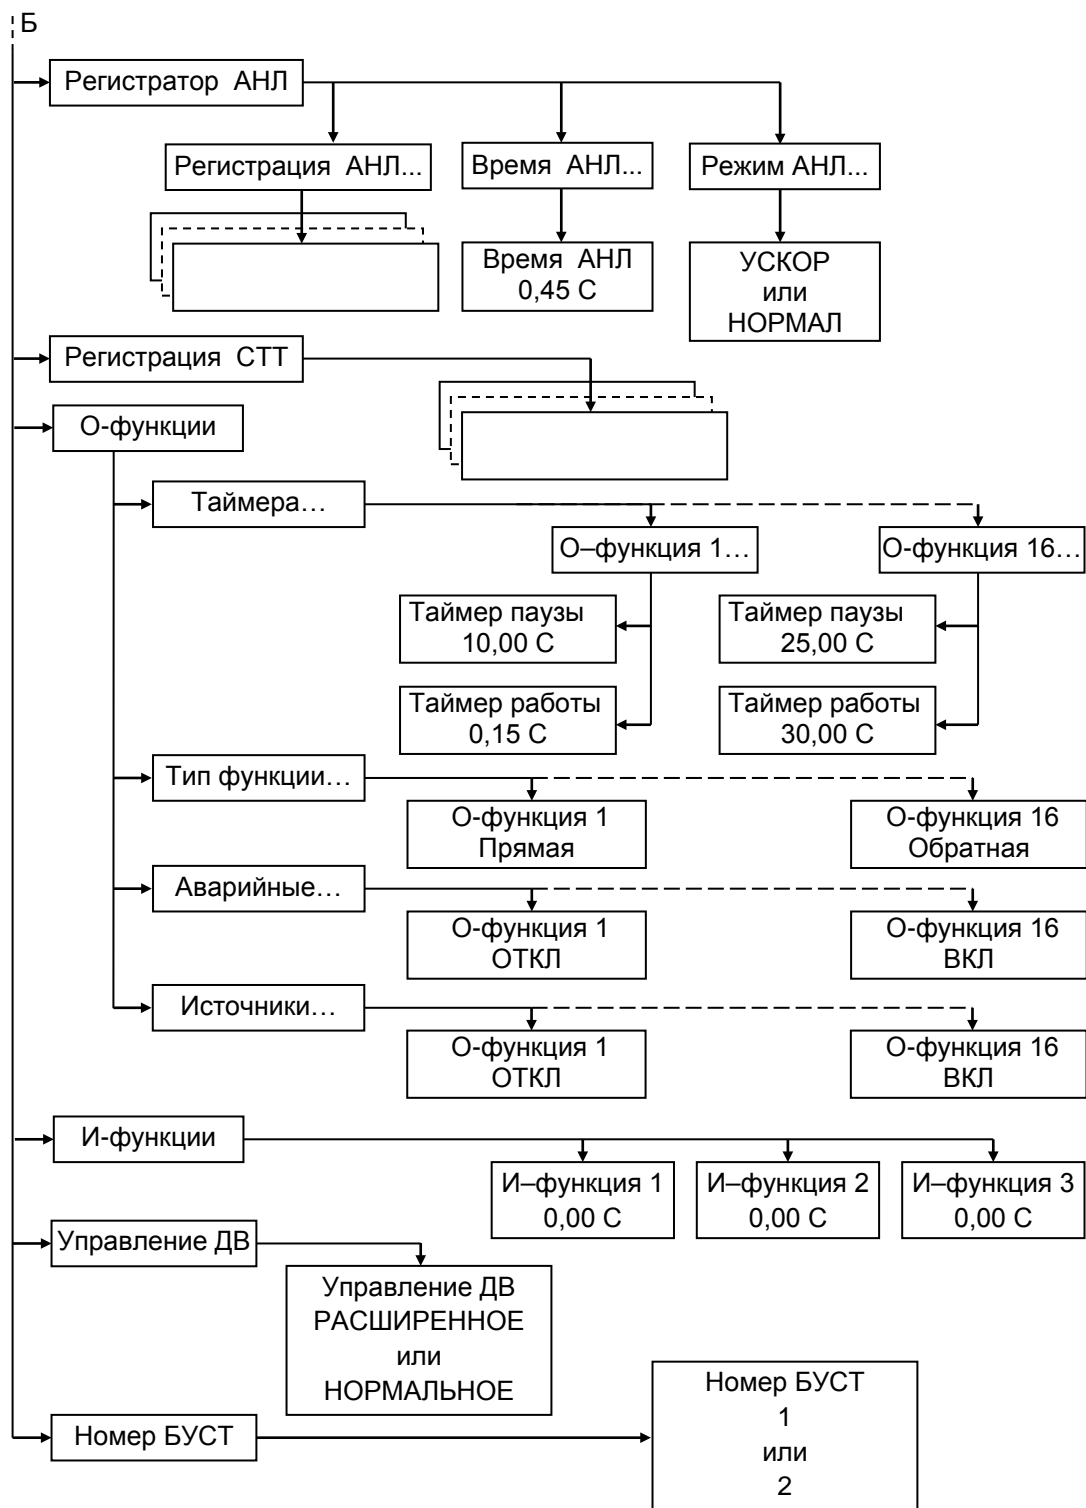 Б
Регистратор АНЛ
Регистрация АНЛ...
Время АНЛ...
Режим АНЛ...
Время АНЛ
0,45 С
УСКОР
или
НОРМАЛ
Регистрация СТТ
О-функции
Таймера…
О–функция 1…
О-функция 16…
Таймер паузы
10,00 С
Таймер паузы
25,00 С
Таймер работы
0,15 С
Таймер работы
30,00 С
Тип функции…
О-функция 1
Прямая
О-функция 16
Обратная
Аварийные…
О-функция 1
ОТКЛ
О-функция 16
ВКЛ
Источники…
О-функция 1
ОТКЛ
О-функция 16
ВКЛ
И-функции
И–функция 1
0,00 С
И–функция 2
0,00 С
И–функция 3
0,00 С
Управление ДВ
Управление ДВ
РАСШИРЕННОЕ
или
НОРМАЛЬНОЕ
Номер БУСТ
Номер БУСТ
1
или
2